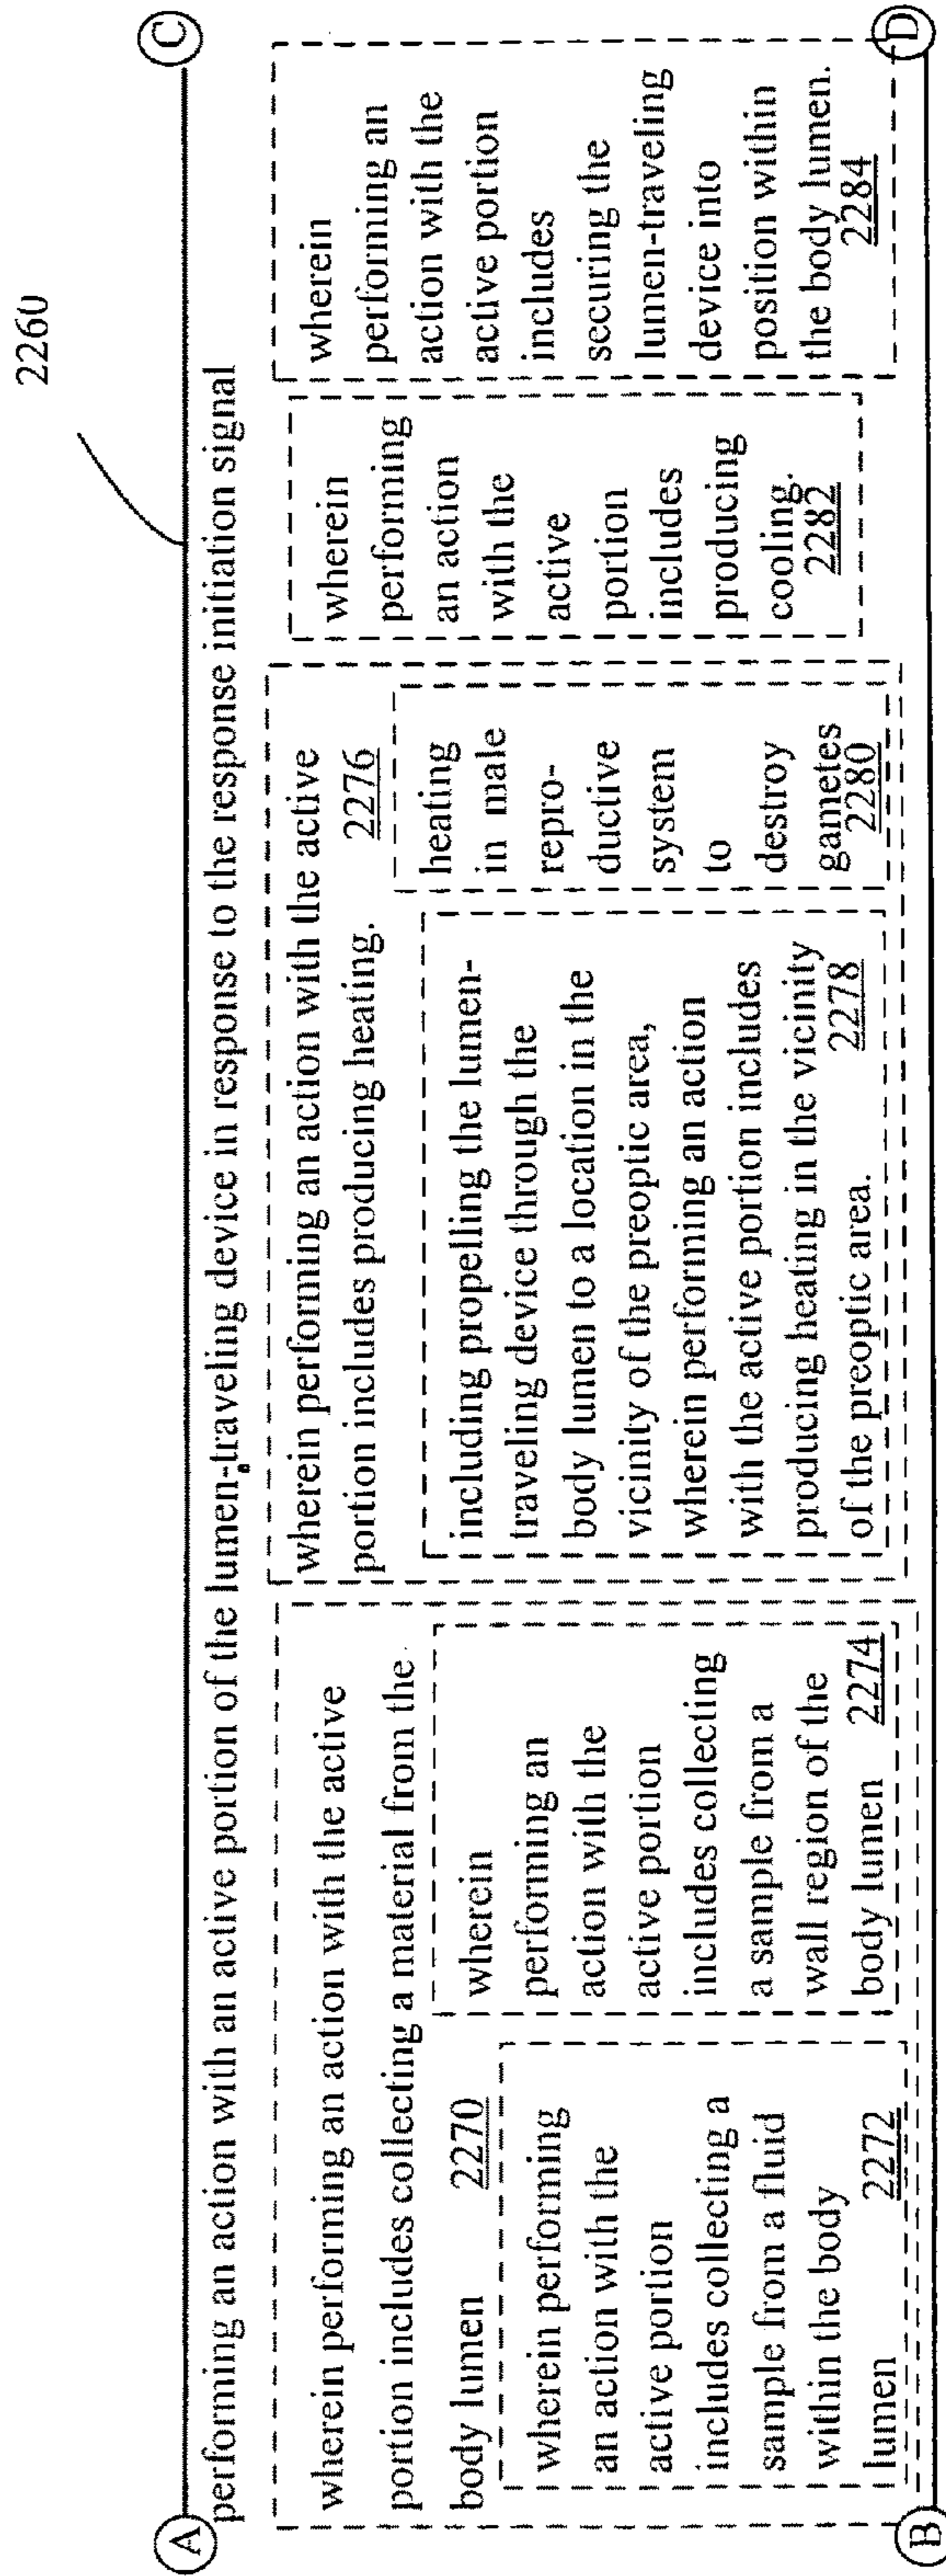 2260
A
C
performing an action with an active portion of the lumen-traveling device in response to the response initiation signal
wherein performing an action with the active
portion includes collecting a material from the
body lumen 2270
wherein performing
an action with the
active portion
includes collecting a
sample from a fluid
within the body
lumen 2272
wherein
performing an
action with the
active portion
includes collecting
a sample from a
wall region of the
body lumen 2274
wherein performing an action with the active
portion includes producing heating. 2276
including propelling the lumen-
traveling device through the
body lumen to a location in the
vicinity of the preoptic area,
wherein performing an action
with the active portion includes
producing heating in the vicinity
of the preoptic area. 2278
heating
in male
repro-
ductive
system
to
destroy
gametes
2280
wherein
performing
an action
with the
active
portion
includes
producing
cooling.
2282
wherein
performing an
action with the
active portion
includes
securing the
lumen-traveling
device into
position within
the body lumen.
2284
B
D